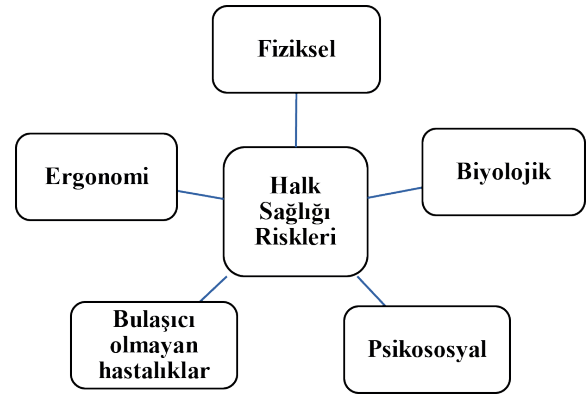 Fiziksel
Ergonomi
Biyolojik
Halk
Sağlığı
Riskleri
Bulaşıcı
olmayan
hastalıklar
Psikososyal